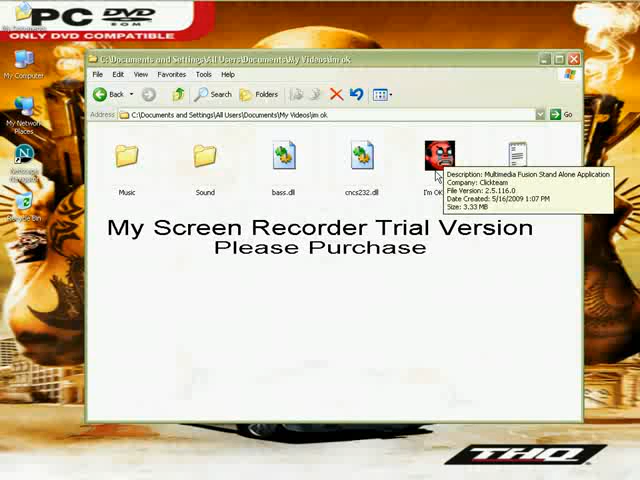 PC DVD
ROM
ONLY DVD COMPATIBLE
My Documents
C:\Documents and Settings\All Users\Documents\My Videos\im ok
File Edit View Favorites Tools Help
Back Search Folders
Address C:\Documents and Settings\All Users\Documents\My Videos\im ok Go
My Computer
My Network Places
Netscape Navigator
Recycle Bin
Music Sound bass.dll cncs232.dll I'm OK
Description: Multimedia Fusion Stand Alone Application
Company: Clickteam
File Version: 2.5.116.0
Date Created: 5/16/2009 1:07 PM
Size: 3.33 MB
My Screen Recorder Trial Version
Please Purchase
THQ